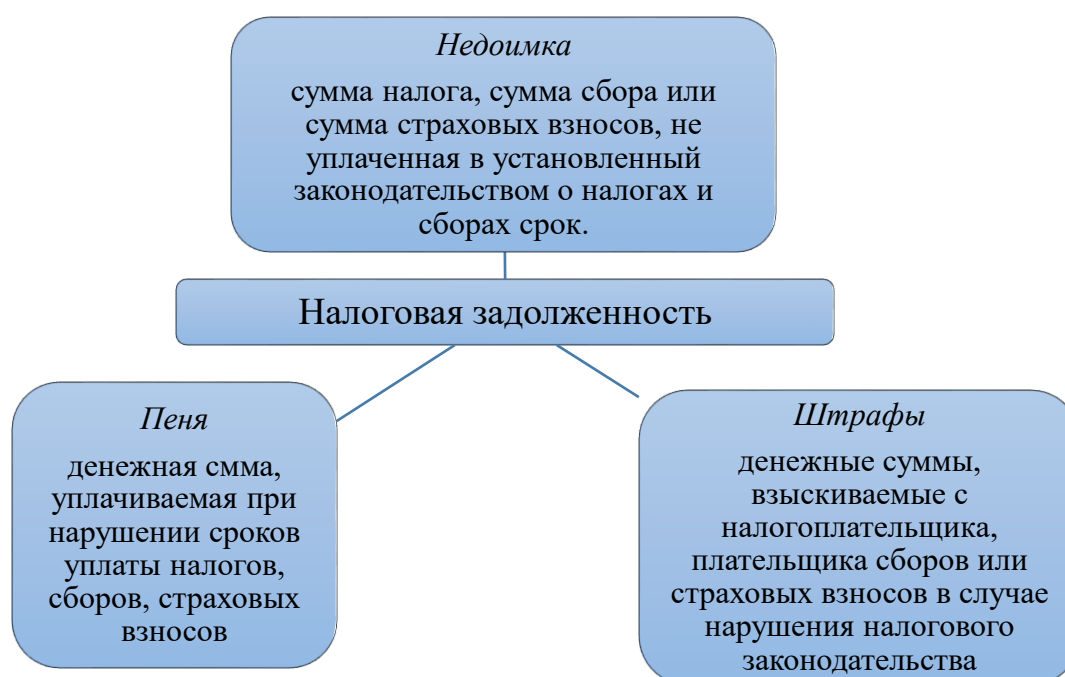 Недоимка
сумма налога, сумма сбора или
сумма страховых взносов, не
уплаченная в установленный
законодательством о налогах и
сборах срок.
Налоговая задолженность
Пеня
денежная смма,
уплачиваемая при
нарушении сроков
уплаты налогов,
сборов, страховых
взносов
Штрафы
денежные суммы,
взыскиваемые с
налогоплательщика,
плательщика сборов или
страховых взносов в случае
нарушения налогового
законодательства